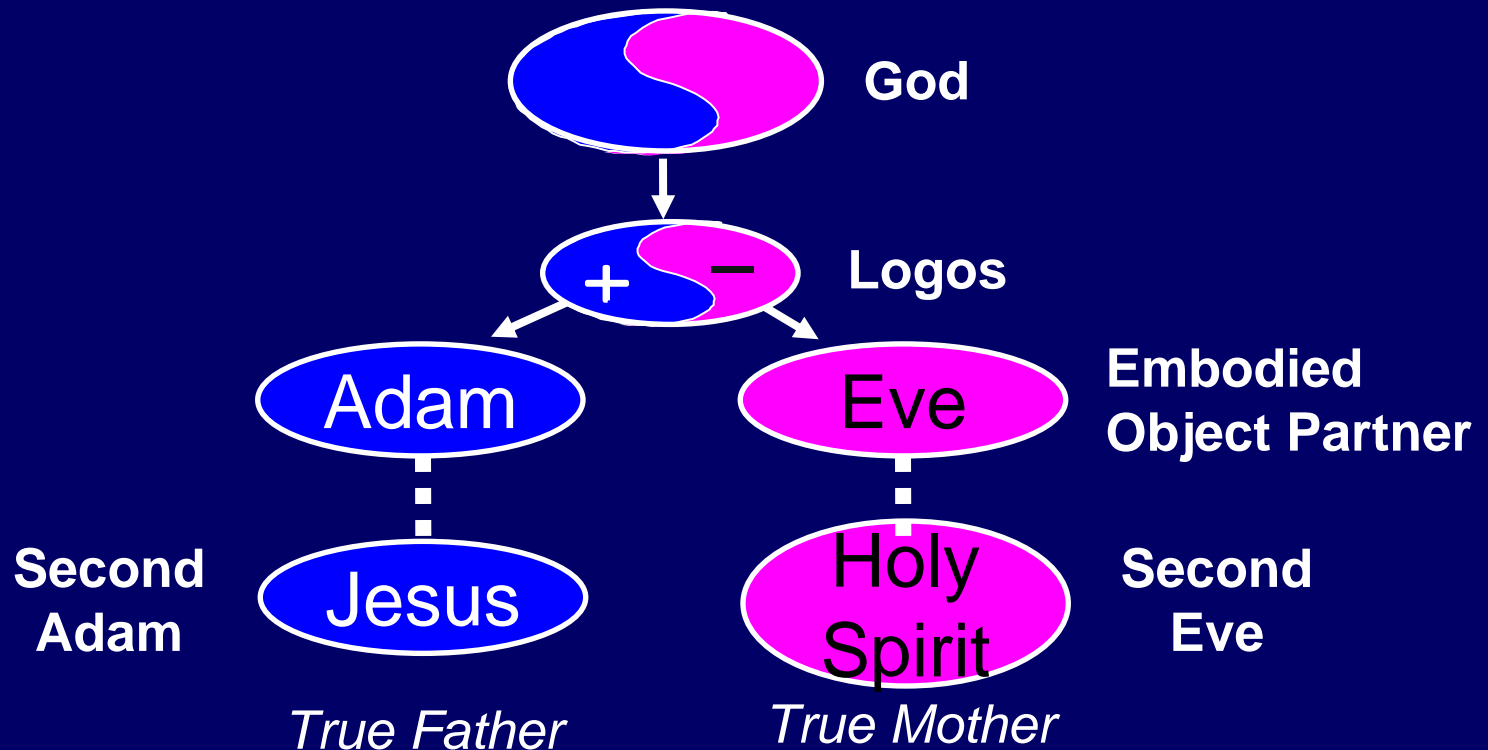 God
+ –
Logos
Adam
Eve
Embodied
Object Partner
Second
Adam
Jesus
Holy
Spirit
Second
Eve
True Father
True Mother